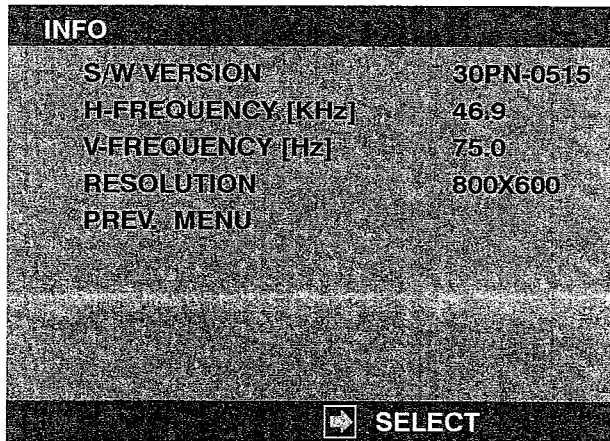 INFO
S/W VERSION 30PN-0515
H-FREQUENCY [KHz] 46.9
V-FREQUENCY [Hz] 75.0
RESOLUTION 800X600
PREV. MENU
SELECT